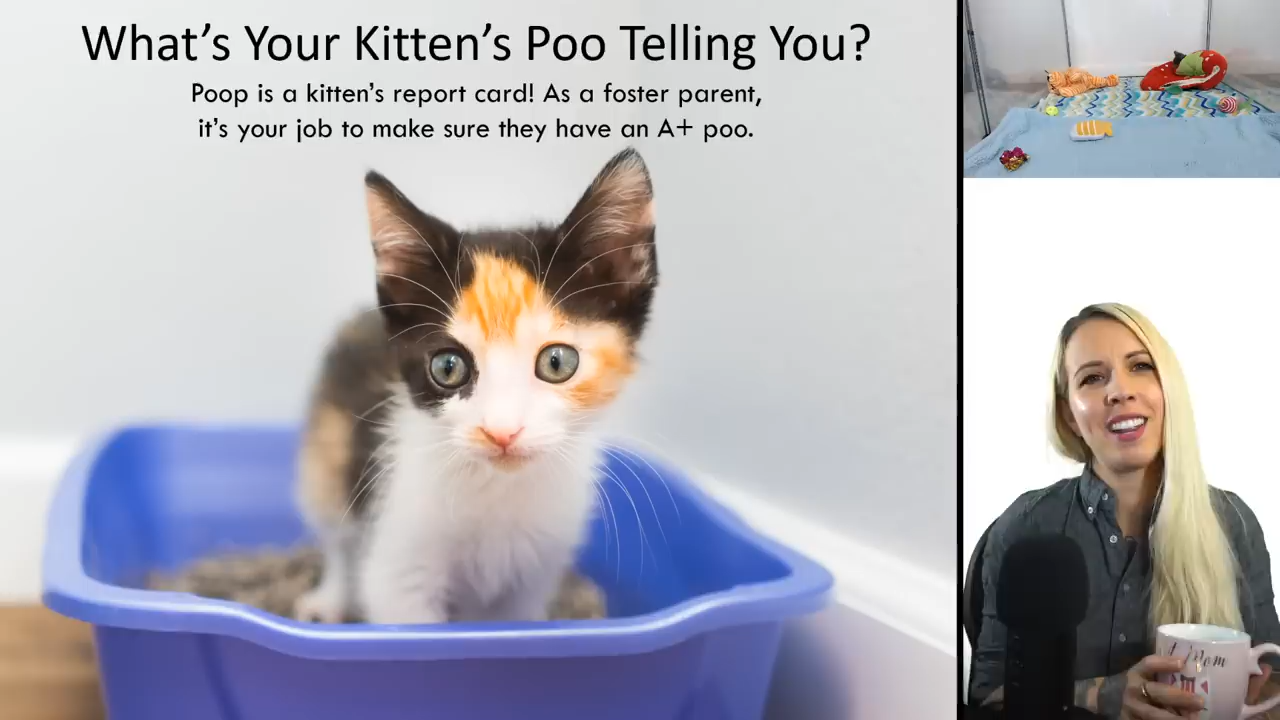 What's Your Kitten's Poo Telling You?
Poop is a kitten's report card! As a foster parent,
it's your job to make sure they have an A+ poo.
Mom